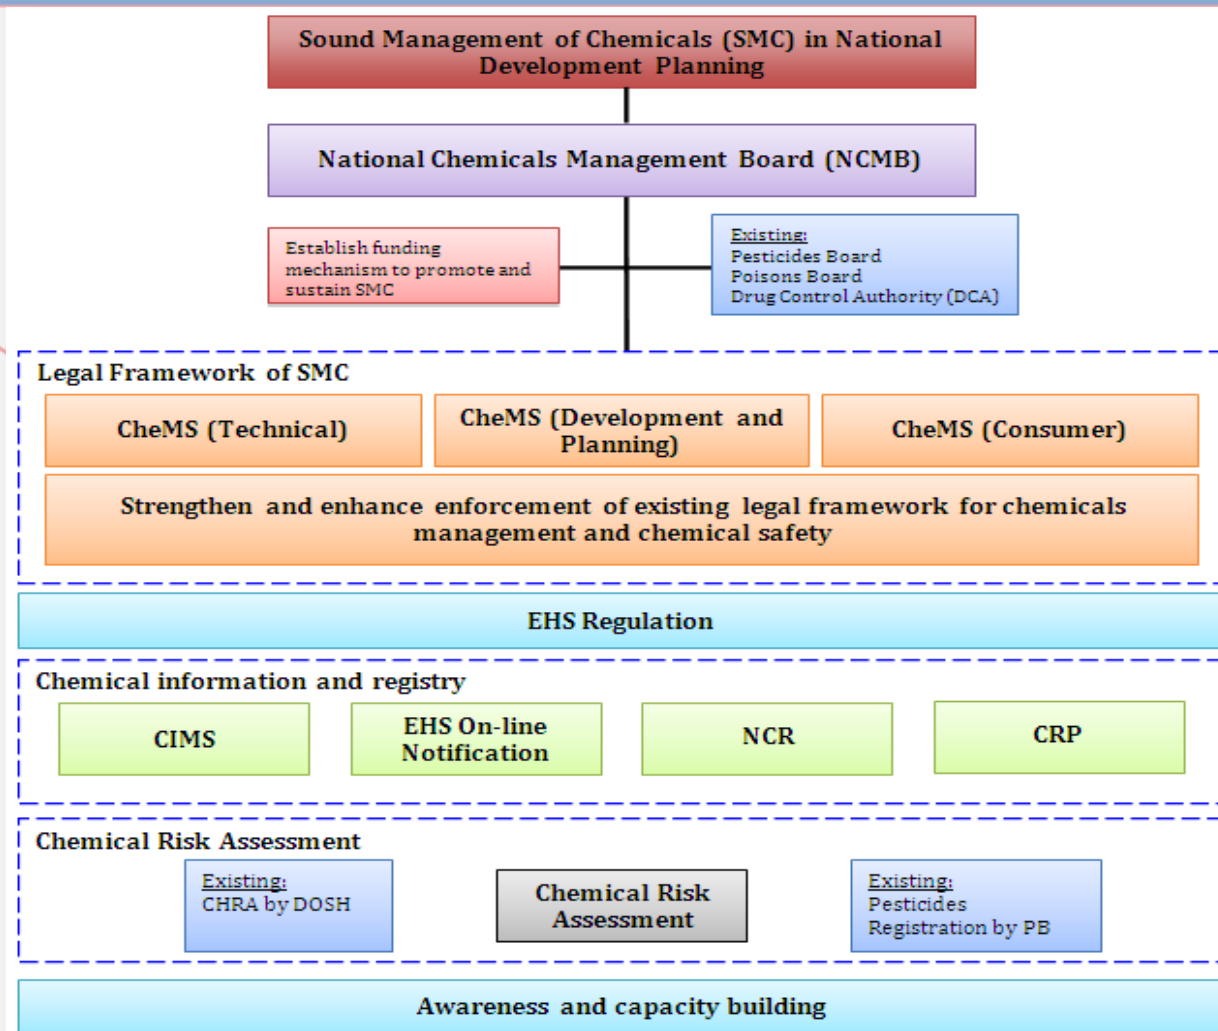 Sound Management of Chemicals (SMC) in National
Development Planning
National Chemicals Management Board (NCMB)
Establish funding
mechanism to promote and
sustain SMC
Existing:
Pesticides Board
Poisons Board
Drug Control Authority (DCA)
Legal Framework of SMC
CheMS (Technical)
CheMS (Development and
Planning)
CheMS (Consumer)
Strengthen and enhance enforcement of existing legal framework for chemicals
management and chemical safety
EHS Regulation
Chemical information and registry
CIMS
EHS On-line
Notification
NCR
CRP
Chemical Risk Assessment
Existing:
CHRA by DOSH
Chemical Risk
Assessment
Existing:
Pesticides
Registration by PB
Awareness and capacity building